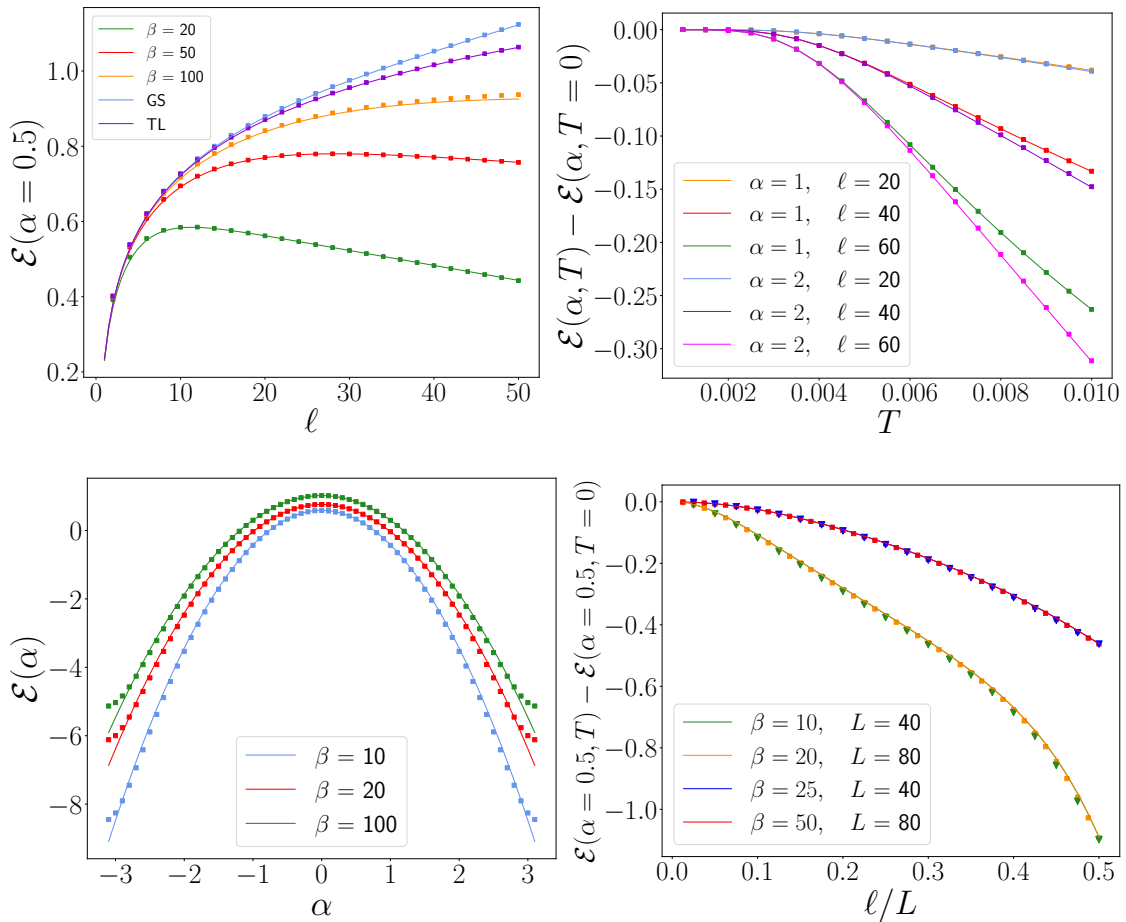 ℰ(α = 0.5)
1.0
0.8
0.6
0.4
0.2
β = 20
β = 50
β = 100
GS
TL
0 10 20 30 40 50
ℓ
ℰ(α, T) − ℰ(α, T = 0)
0.00
−0.05
−0.10
−0.15
−0.20
−0.25
−0.30
α = 1, ℓ = 20
α = 1, ℓ = 40
α = 1, ℓ = 60
α = 2, ℓ = 20
α = 2, ℓ = 40
α = 2, ℓ = 60
0.002 0.004 0.006 0.008 0.010
T
ℰ(α)
0
−2
−4
−6
−8
β = 10
β = 20
β = 100
−3 −2 −1 0 1 2 3
α
ℰ(α = 0.5, T) − ℰ(α = 0.5, T = 0)
0.0
−0.2
−0.4
−0.6
−0.8
−1.0
β = 10, L = 40
β = 20, L = 80
β = 25, L = 40
β = 50, L = 80
0.0 0.1 0.2 0.3 0.4 0.5
ℓ/L